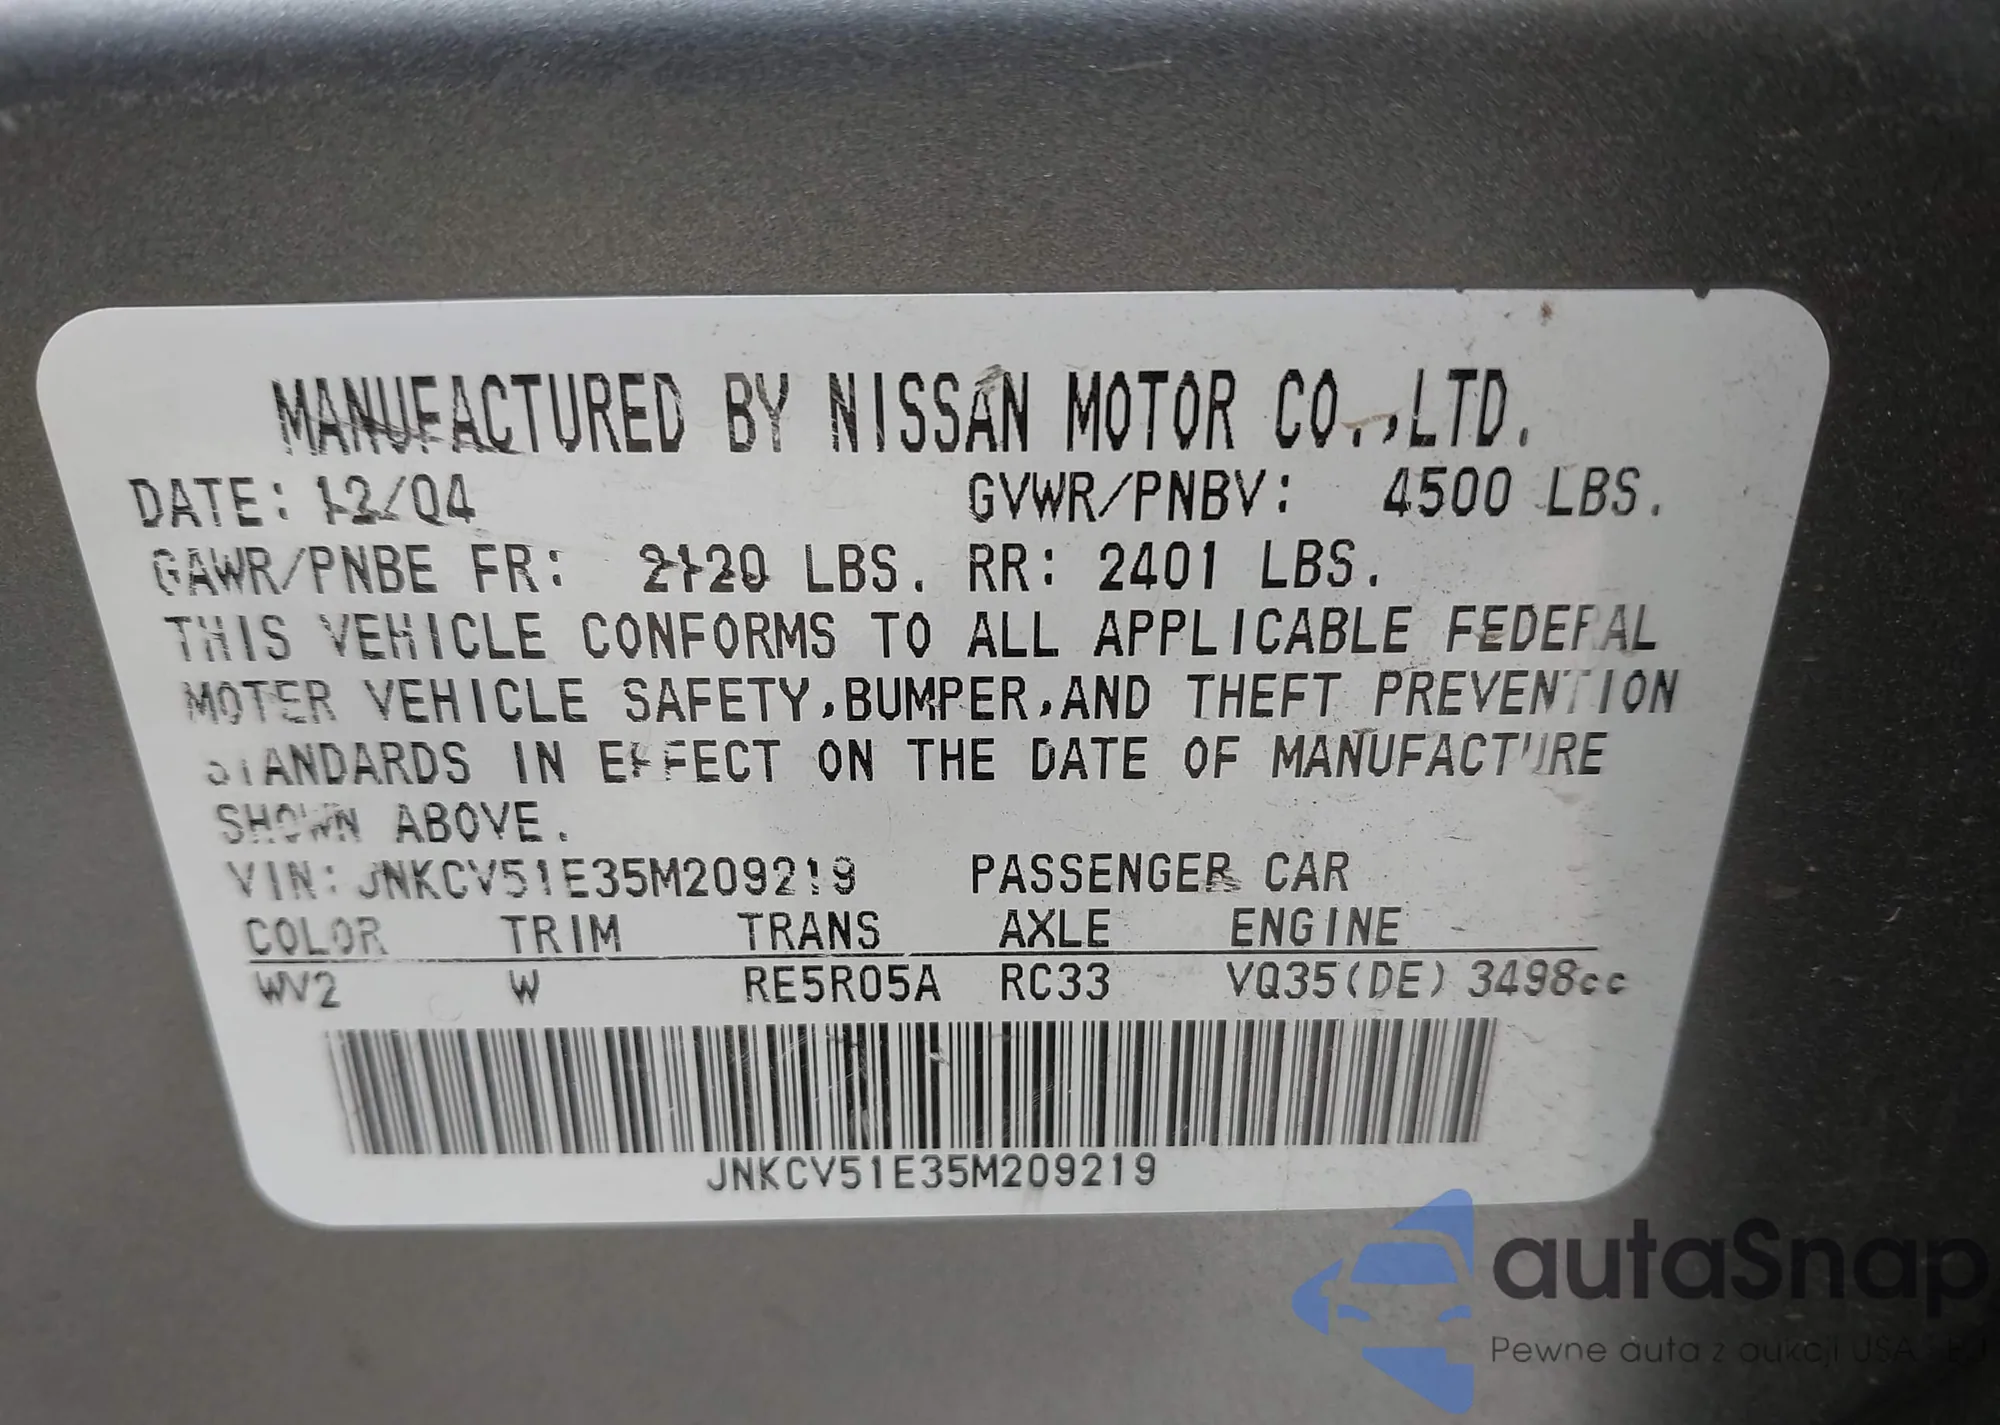 MANUFACTURED BY NISSAN MOTOR CO.,LTD.
DATE: 12/04 GVWR/PNBV: 4500 LBS.
GAWR/PNBE FR: 2120 LBS. RR: 2401 LBS.
THIS VEHICLE CONFORMS TO ALL APPLICABLE FEDERAL
MOTER VEHICLE SAFETY,BUMPER,AND THEFT PREVENTION
STANDARDS IN EFFECT ON THE DATE OF MANUFACTURE
SHOWN ABOVE.
VIN: JNKCV51E35M209219 PASSENGER CAR
COLOR TRIM TRANS AXLE ENGINE
WV2 W RE5R05A RC33 VQ35(DE) 3498cc
JNKCV51E35M209219
autaSnap
Pewne auta z aukcji USA